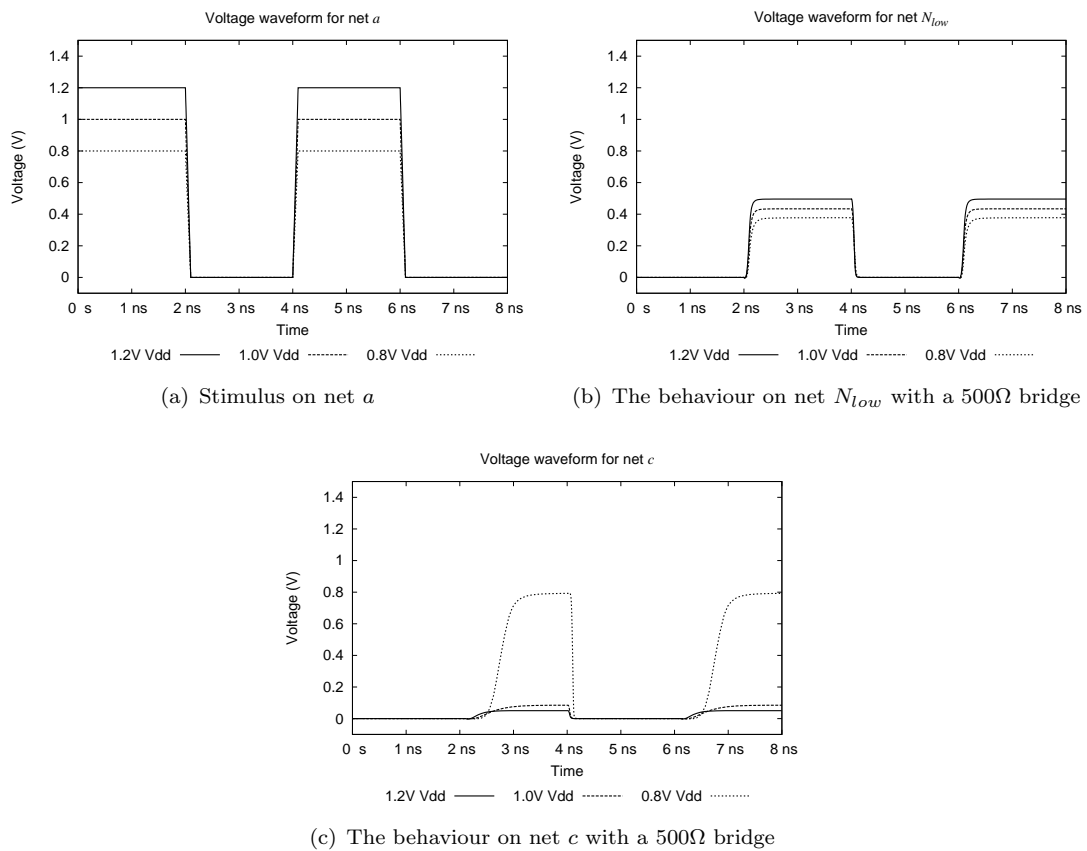 Voltage waveform for net a
Voltage (V)
1.4
1.2
1
0.8
0.6
0.4
0.2
0
0 s 1 ns 2 ns 3 ns 4 ns 5 ns 6 ns 7 ns 8 ns
Time
1.2V Vdd 1.0V Vdd 0.8V Vdd
(a) Stimulus on net a
Voltage waveform for net N_low
Voltage (V)
1.4
1.2
1
0.8
0.6
0.4
0.2
0
0 s 1 ns 2 ns 3 ns 4 ns 5 ns 6 ns 7 ns 8 ns
Time
1.2V Vdd 1.0V Vdd 0.8V Vdd
(b) The behaviour on net N_low with a 500Ω bridge
Voltage waveform for net c
Voltage (V)
1.4
1.2
1
0.8
0.6
0.4
0.2
0
0 s 1 ns 2 ns 3 ns 4 ns 5 ns 6 ns 7 ns 8 ns
Time
1.2V Vdd 1.0V Vdd 0.8V Vdd
(c) The behaviour on net c with a 500Ω bridge